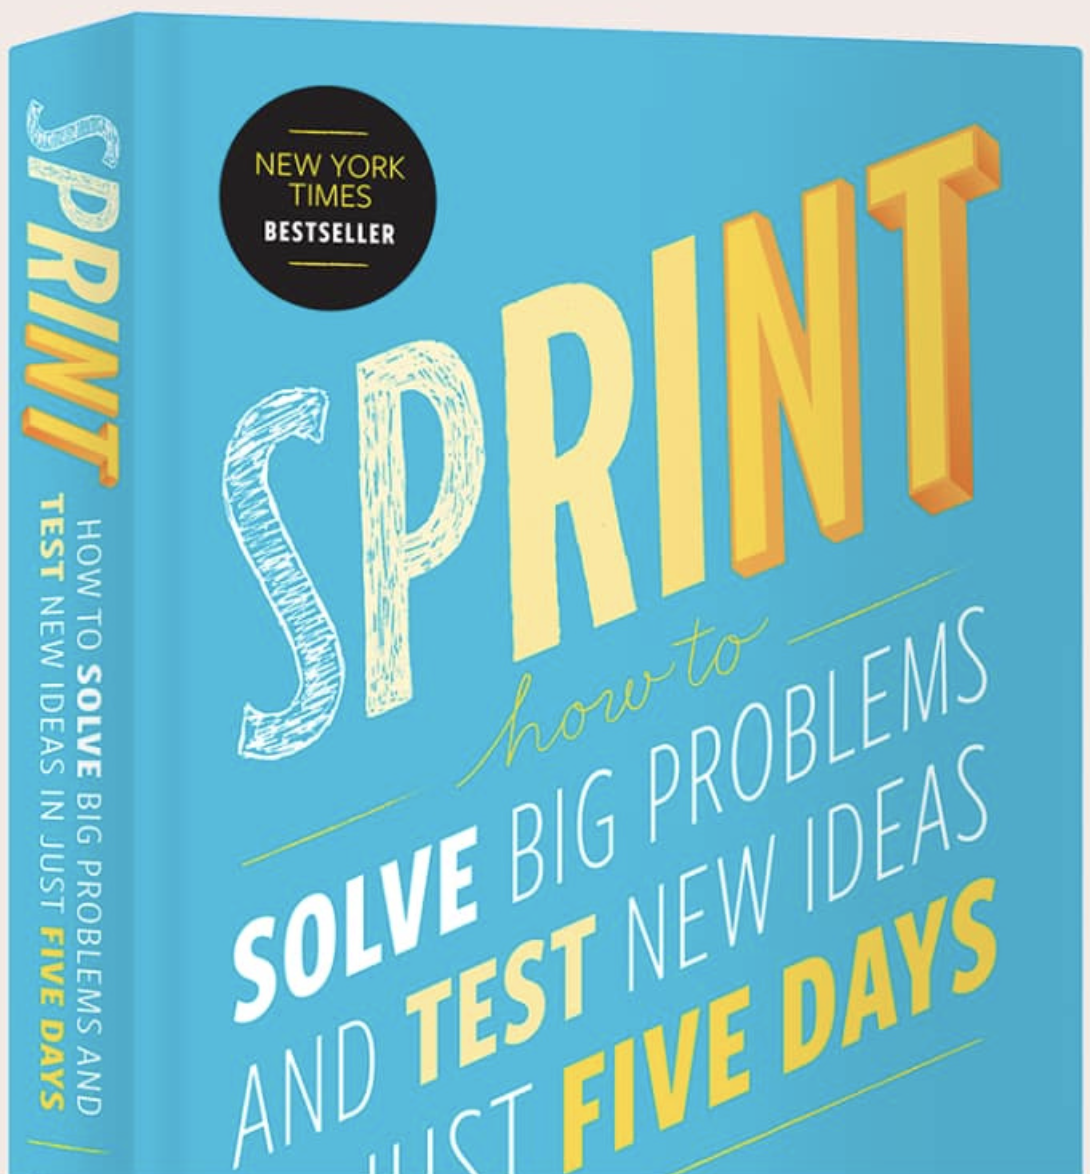 SPRINT
HOW TO SOLVE BIG PROBLEMS AND
TEST NEW IDEAS IN JUST FIVE DAYS
NEW YORK
TIMES
BESTSELLER
SPRINT
how to
SOLVE BIG PROBLEMS
AND TEST NEW IDEAS
JUST FIVE DAYS